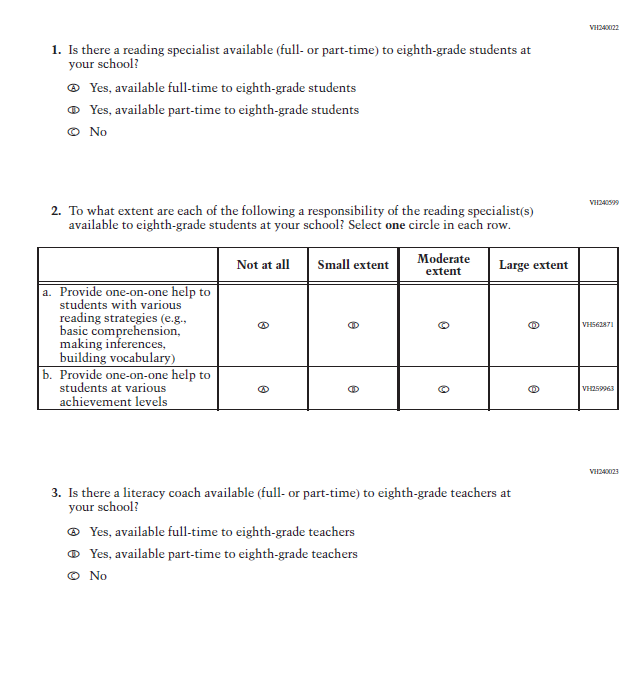 VH240022
1. Is there a reading specialist available (full- or part-time) to eighth-grade students at
your school?
Ⓐ Yes, available full-time to eighth-grade students
Ⓑ Yes, available part-time to eighth-grade students
Ⓒ No
VH240599
2. To what extent are each of the following a responsibility of the reading specialist(s)
available to eighth-grade students at your school? Select one circle in each row.
Not at all Small extent Moderate extent Large extent
a. Provide one-on-one help to
students with various
reading strategies (e.g.,
basic comprehension,
making inferences,
building vocabulary)
Ⓐ Ⓑ Ⓒ Ⓓ VH562871
b. Provide one-on-one help to
students at various
achievement levels
Ⓐ Ⓑ Ⓒ Ⓓ VH259963
VH240023
3. Is there a literacy coach available (full- or part-time) to eighth-grade teachers at
your school?
Ⓐ Yes, available full-time to eighth-grade teachers
Ⓑ Yes, available part-time to eighth-grade teachers
Ⓒ No